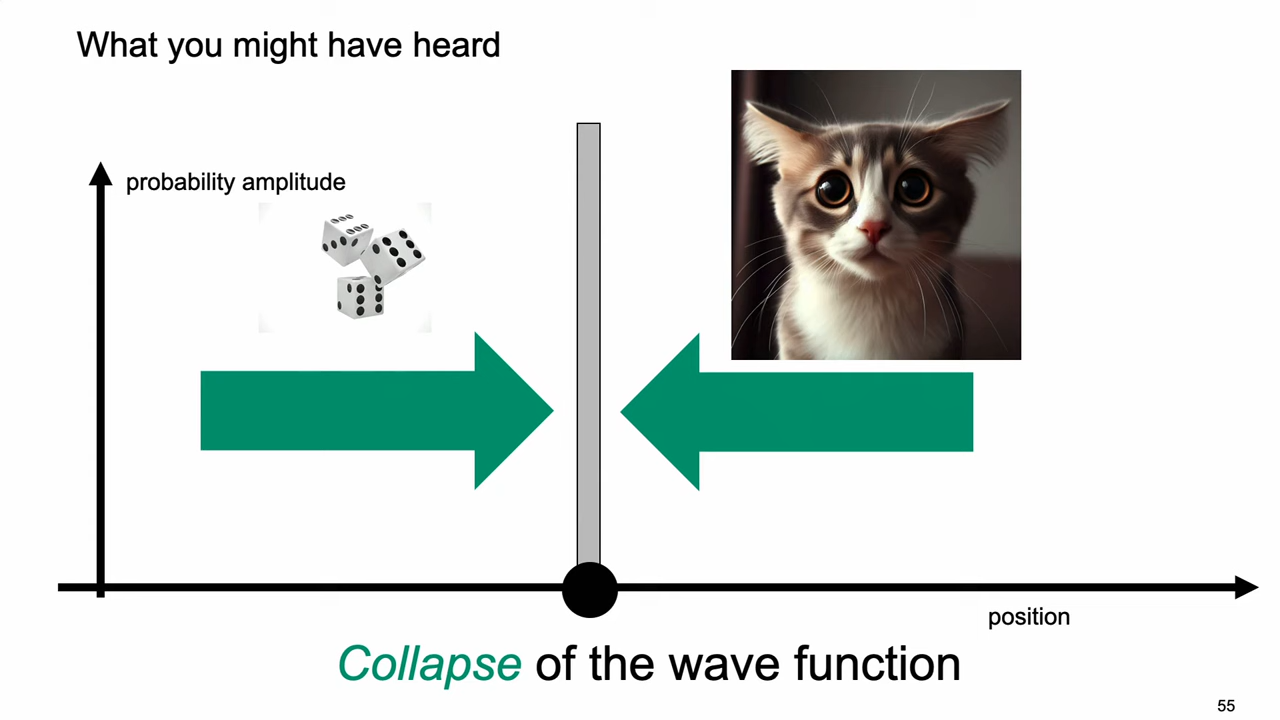 What you might have heard
probability amplitude
position
Collapse of the wave function
55